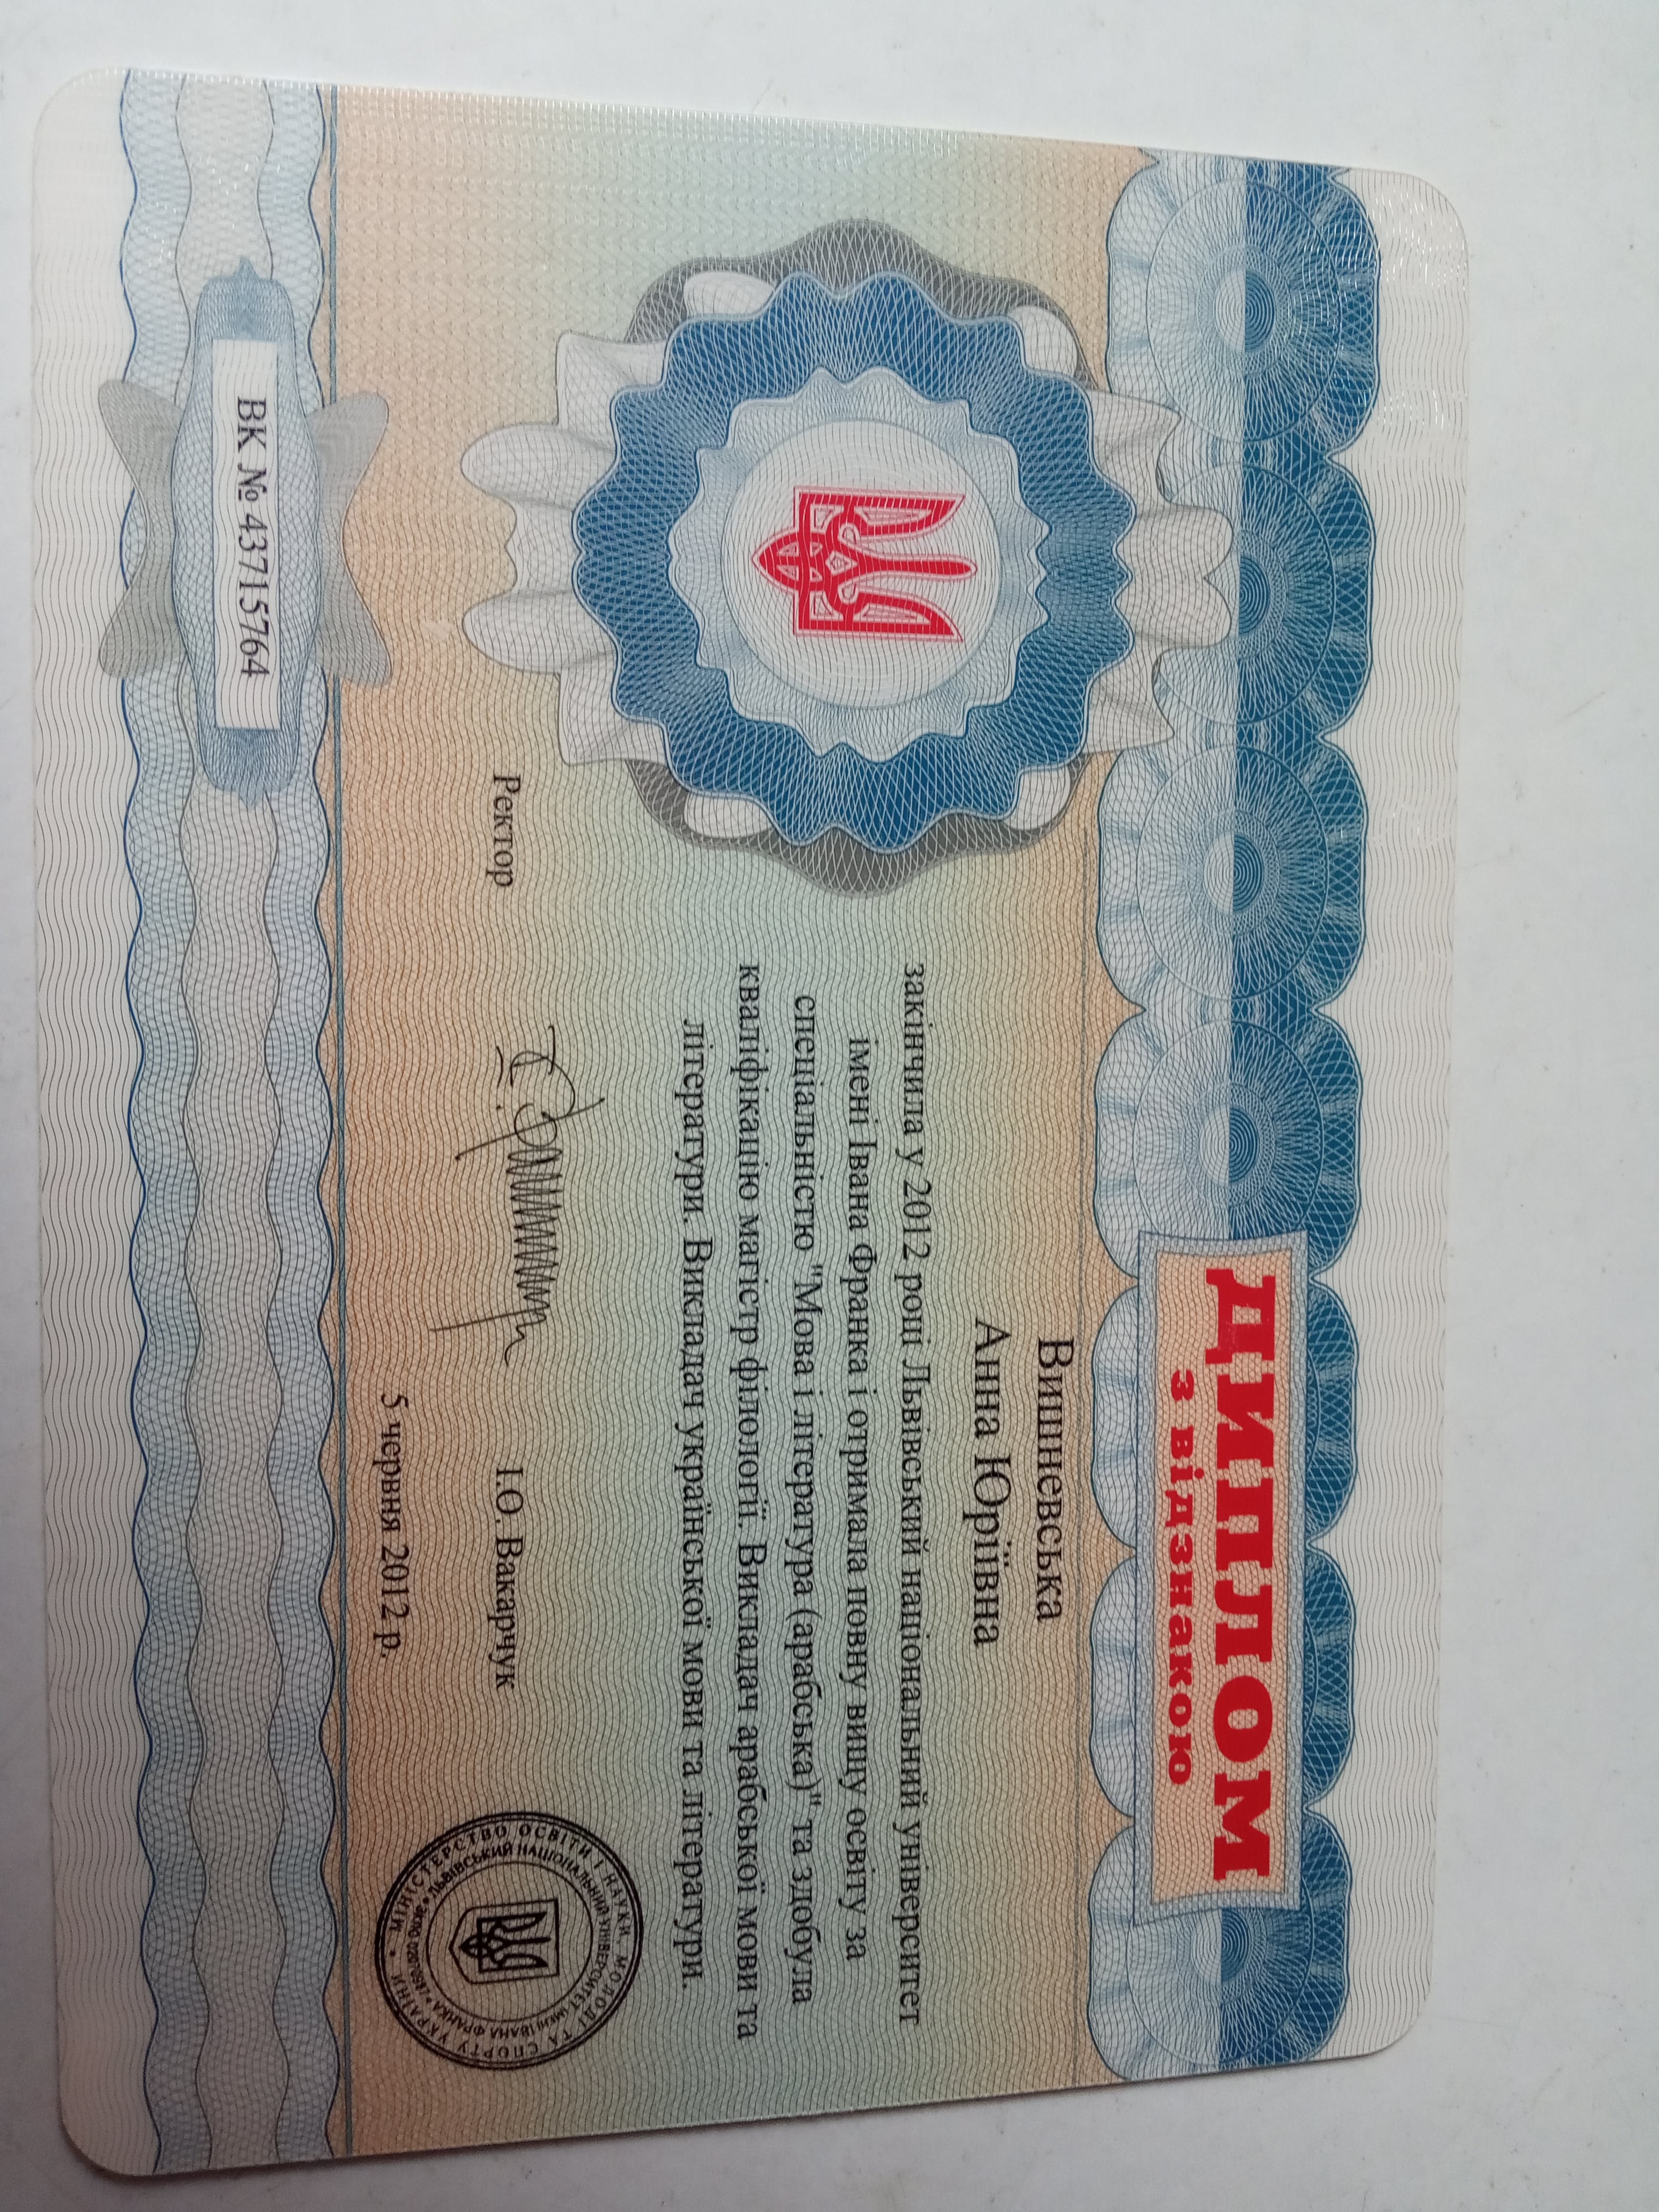 ДИПЛОМ
з відзнакою
Вишневська
Анна Юріївна
закінчила у 2012 році Львівський національний університет
імені Івана Франка і отримала повну вищу освіту за
спеціальністю "Мова і література (арабська)" та здобула
кваліфікацію магістр філології. Викладач арабської мови та
літератури. Викладач української мови та літератури.
Ректор
І.О. Вакарчук
5 червня 2012 р.
ВК № 43715764
МІНІСТЕРСТВО ОСВІТИ І НАУКИ, МОЛОДІ ТА СПОРТУ УКРАЇНИ
ЛЬВІВСЬКИЙ НАЦІОНАЛЬНИЙ УНІВЕРСИТЕТ ІМЕНІ ІВАНА ФРАНКА